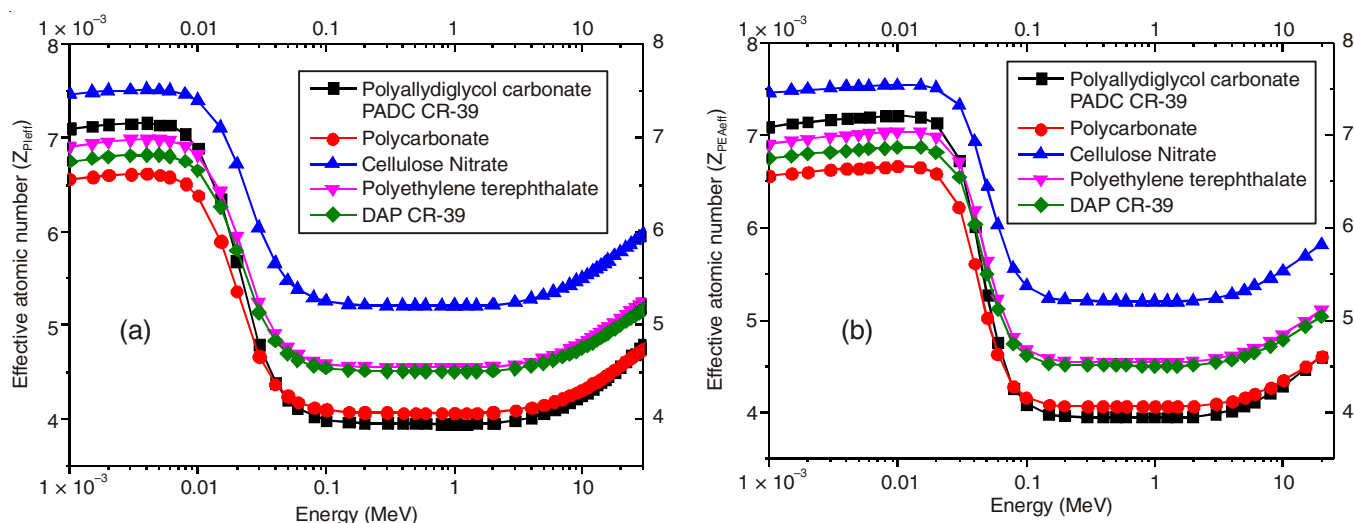 1 × 10⁻³ 0.01 0.1 1 10
8
7
6
5
4
Effective atomic number (Z_PIeff)
Polyallydiglycol carbonate
PADC CR-39
Polycarbonate
Cellulose Nitrate
Polyethylene terephthalate
DAP CR-39
(a)
8
7
6
5
4
1 × 10⁻³ 0.01 0.1 1 10
Energy (MeV)
1 × 10⁻³ 0.01 0.1 1 10
8
7
6
5
4
Effective atomic number (Z_PEAeff)
Polyallydiglycol carbonate
PADC CR-39
Polycarbonate
Cellulose Nitrate
Polyethylene terephthalate
DAP CR-39
(b)
8
7
6
5
4
1 × 10⁻³ 0.01 0.1 1 10
Energy (MeV)